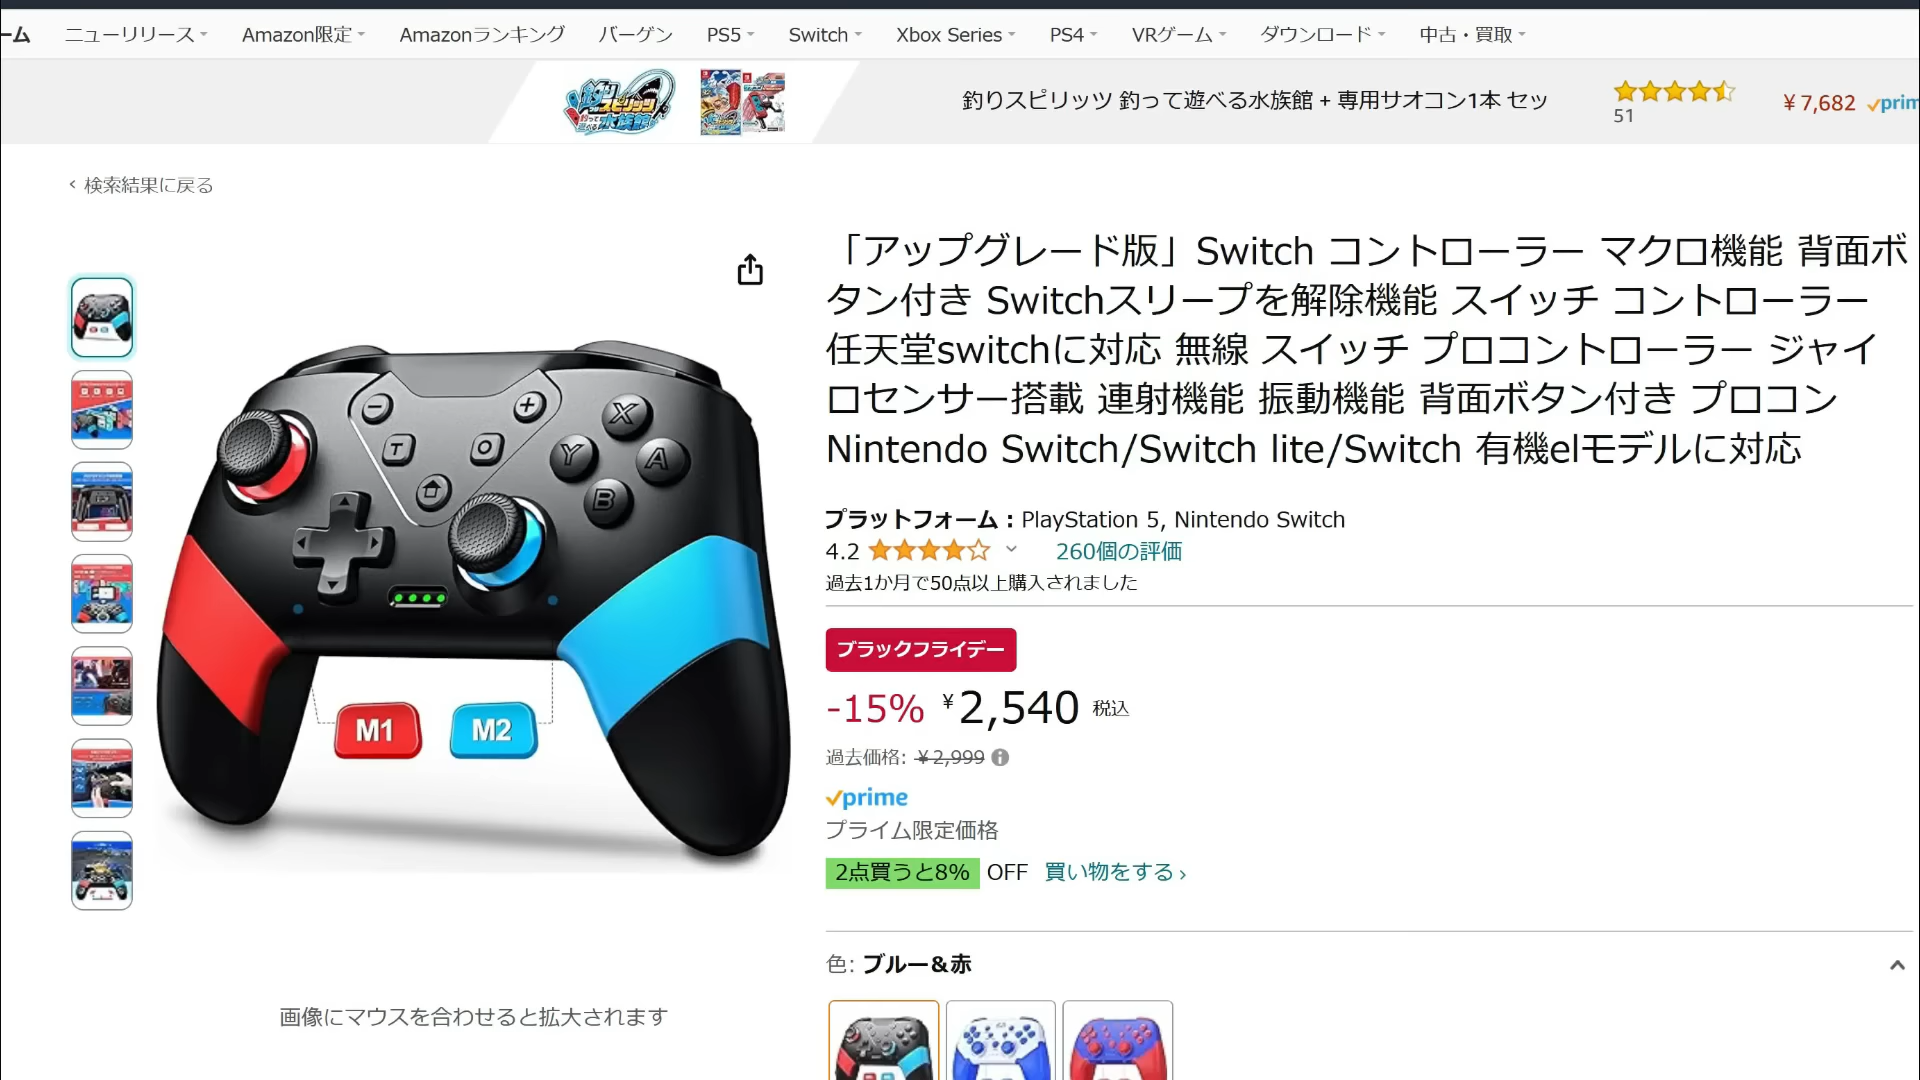 ーム ニューリリース Amazon限定 Amazonランキング バーゲン PS5 Switch Xbox Series PS4 VRゲーム ダウンロード 中古・買取
釣りスピリッツ 釣って遊べる水族館 + 専用サオコン1本 セッ
51
¥7,682 prim
‹ 検索結果に戻る
「アップグレード版」Switch コントローラー マクロ機能 背面ボ
タン付き Switchスリープを解除機能 スイッチ コントローラー
任天堂switchに対応 無線 スイッチ プロコントローラー ジャイ
ロセンサー搭載 連射機能 振動機能 背面ボタン付き プロコン
Nintendo Switch/Switch lite/Switch 有機elモデルに対応
プラットフォーム : PlayStation 5, Nintendo Switch
4.2 260個の評価
過去1か月で50点以上購入されました
ブラックフライデー
-15% ¥2,540 税込
過去価格: ¥2,999
prime
プライム限定価格
2点買うと8% OFF 買い物をする ›
色: ブルー&赤
X
Y
A
B
T
O
M1
M2
画像にマウスを合わせると拡大されます